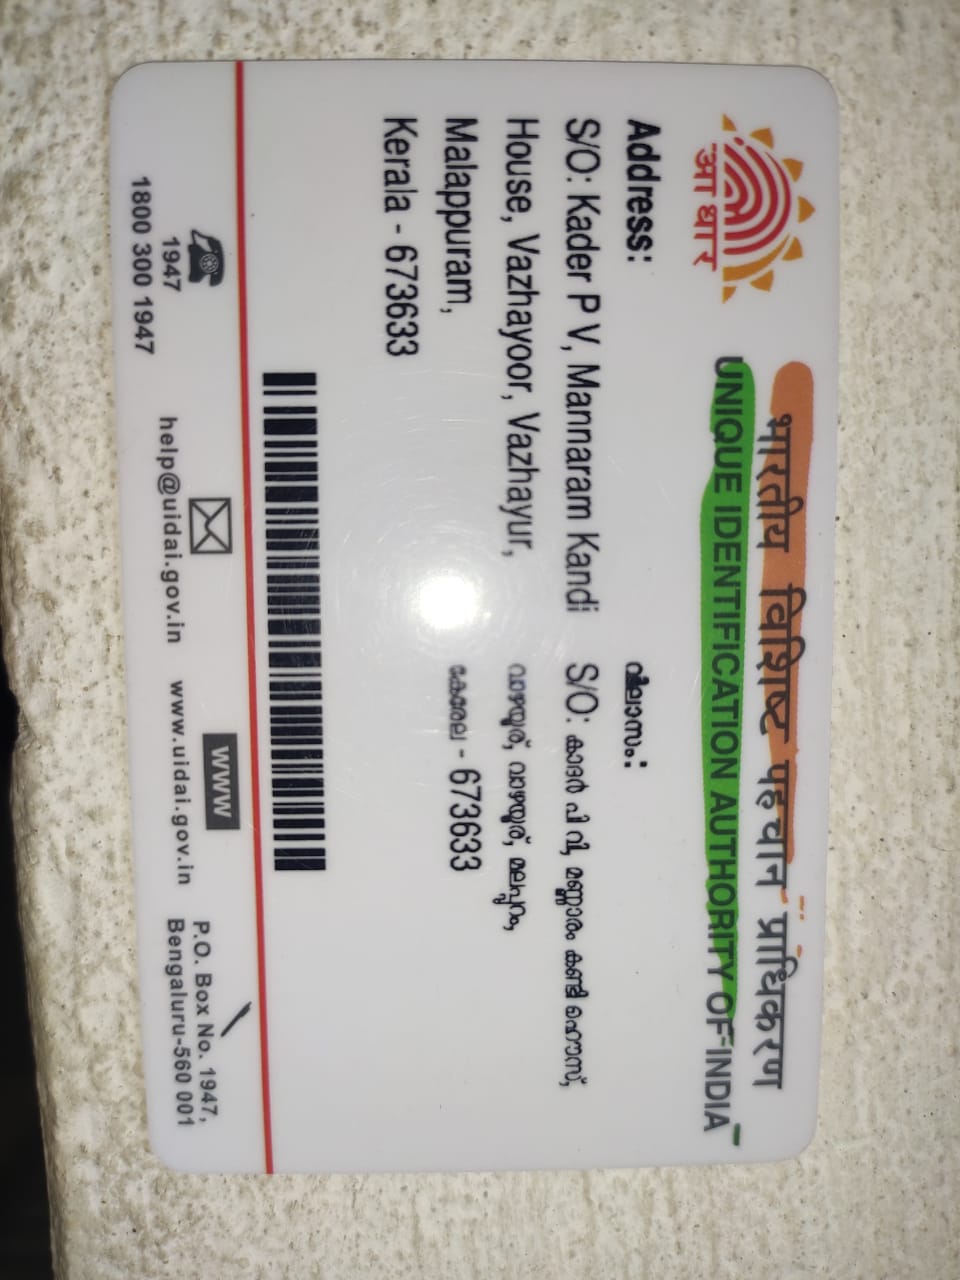 आधार
भारतीय विशिष्ट पहचान प्राधिकरण
UNIQUE IDENTIFICATION AUTHORITY OF INDIA
Address:
S/O: Kader P V, Mannaram Kandi
House, Vazhayoor, Vazhayur,
Malappuram,
Kerala - 673633
വിലാസം:
S/O: കാദർ പി വി, മണ്ണാരം കണ്ടി ഹൌസ്,
വാഴയൂര്, വാഴയൂര്, മലപ്പുറം,
കേരല - 673633
1947
1800 300 1947
help@uidai.gov.in
WWW
www.uidai.gov.in
P.O. Box No. 1947,
Bengaluru-560 001